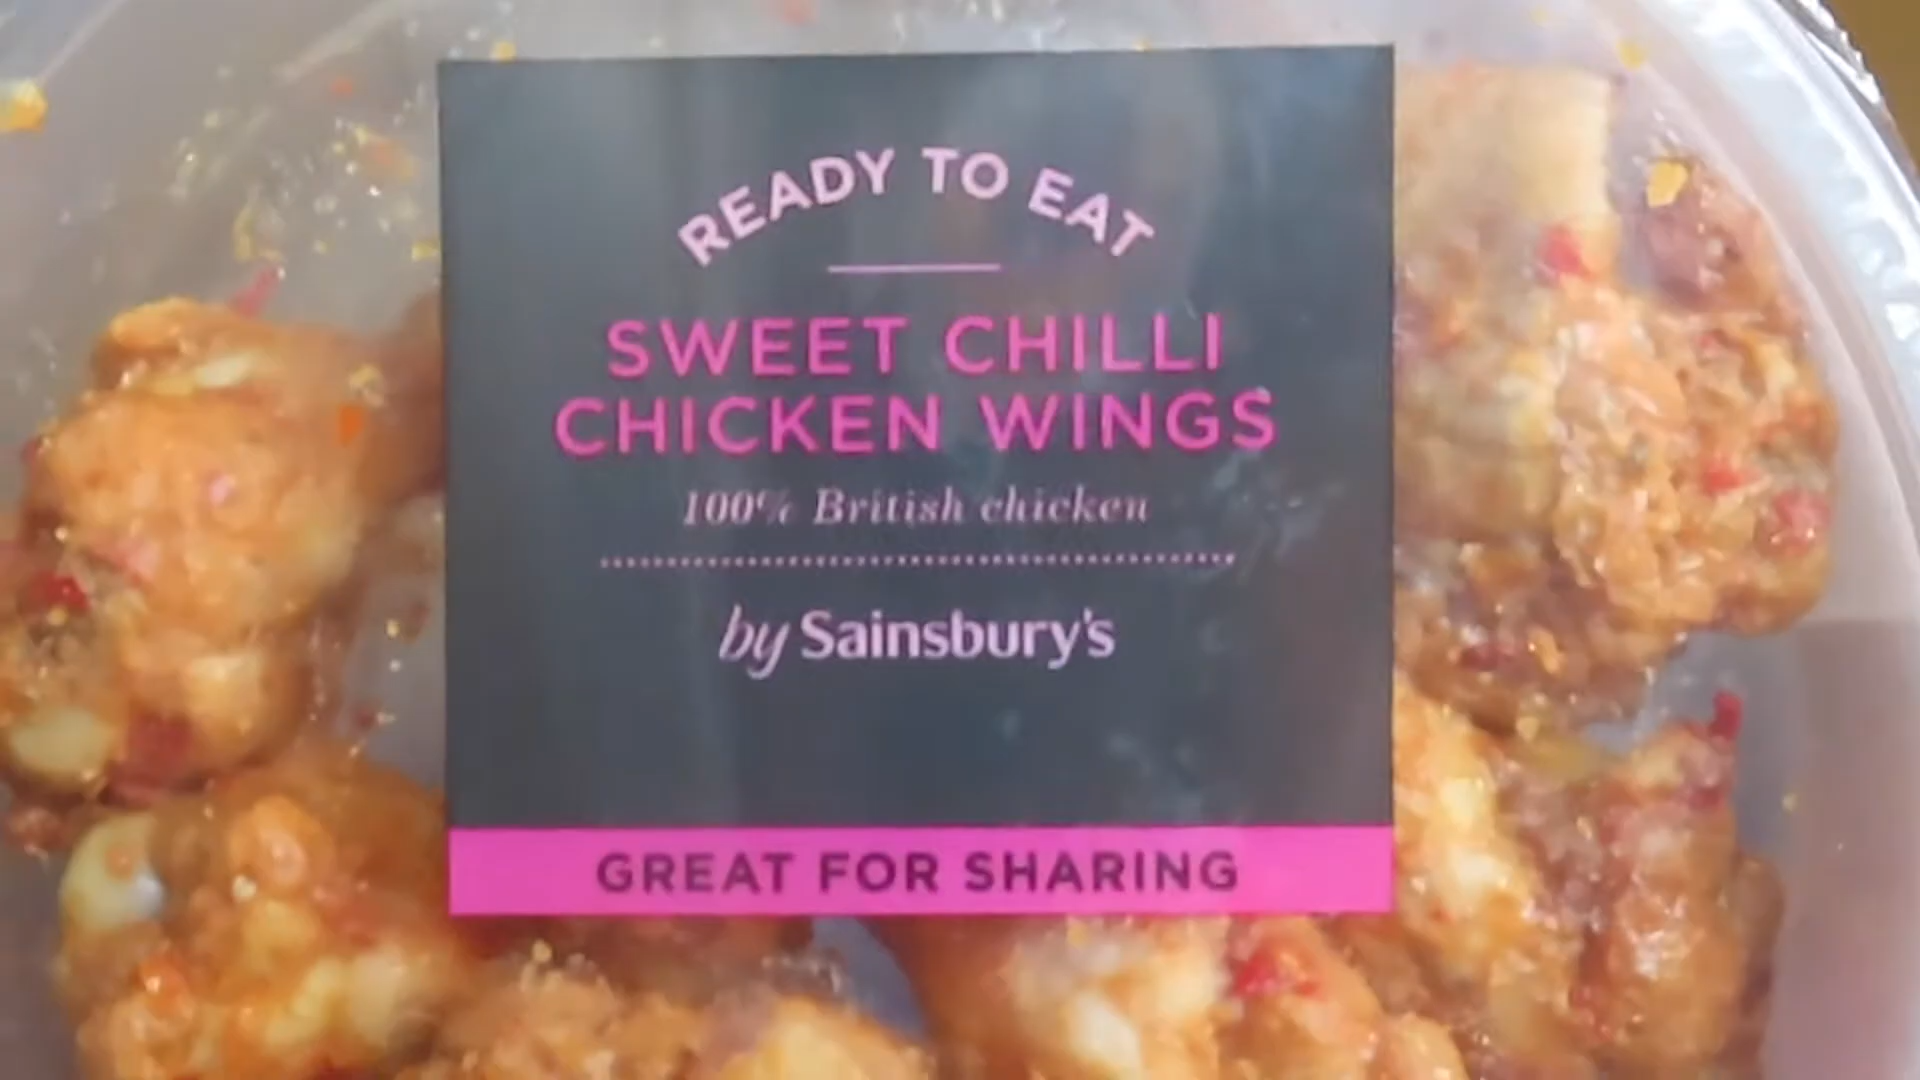 READY TO EAT
SWEET CHILLI
CHICKEN WINGS
100% British chicken
by Sainsbury's
GREAT FOR SHARING